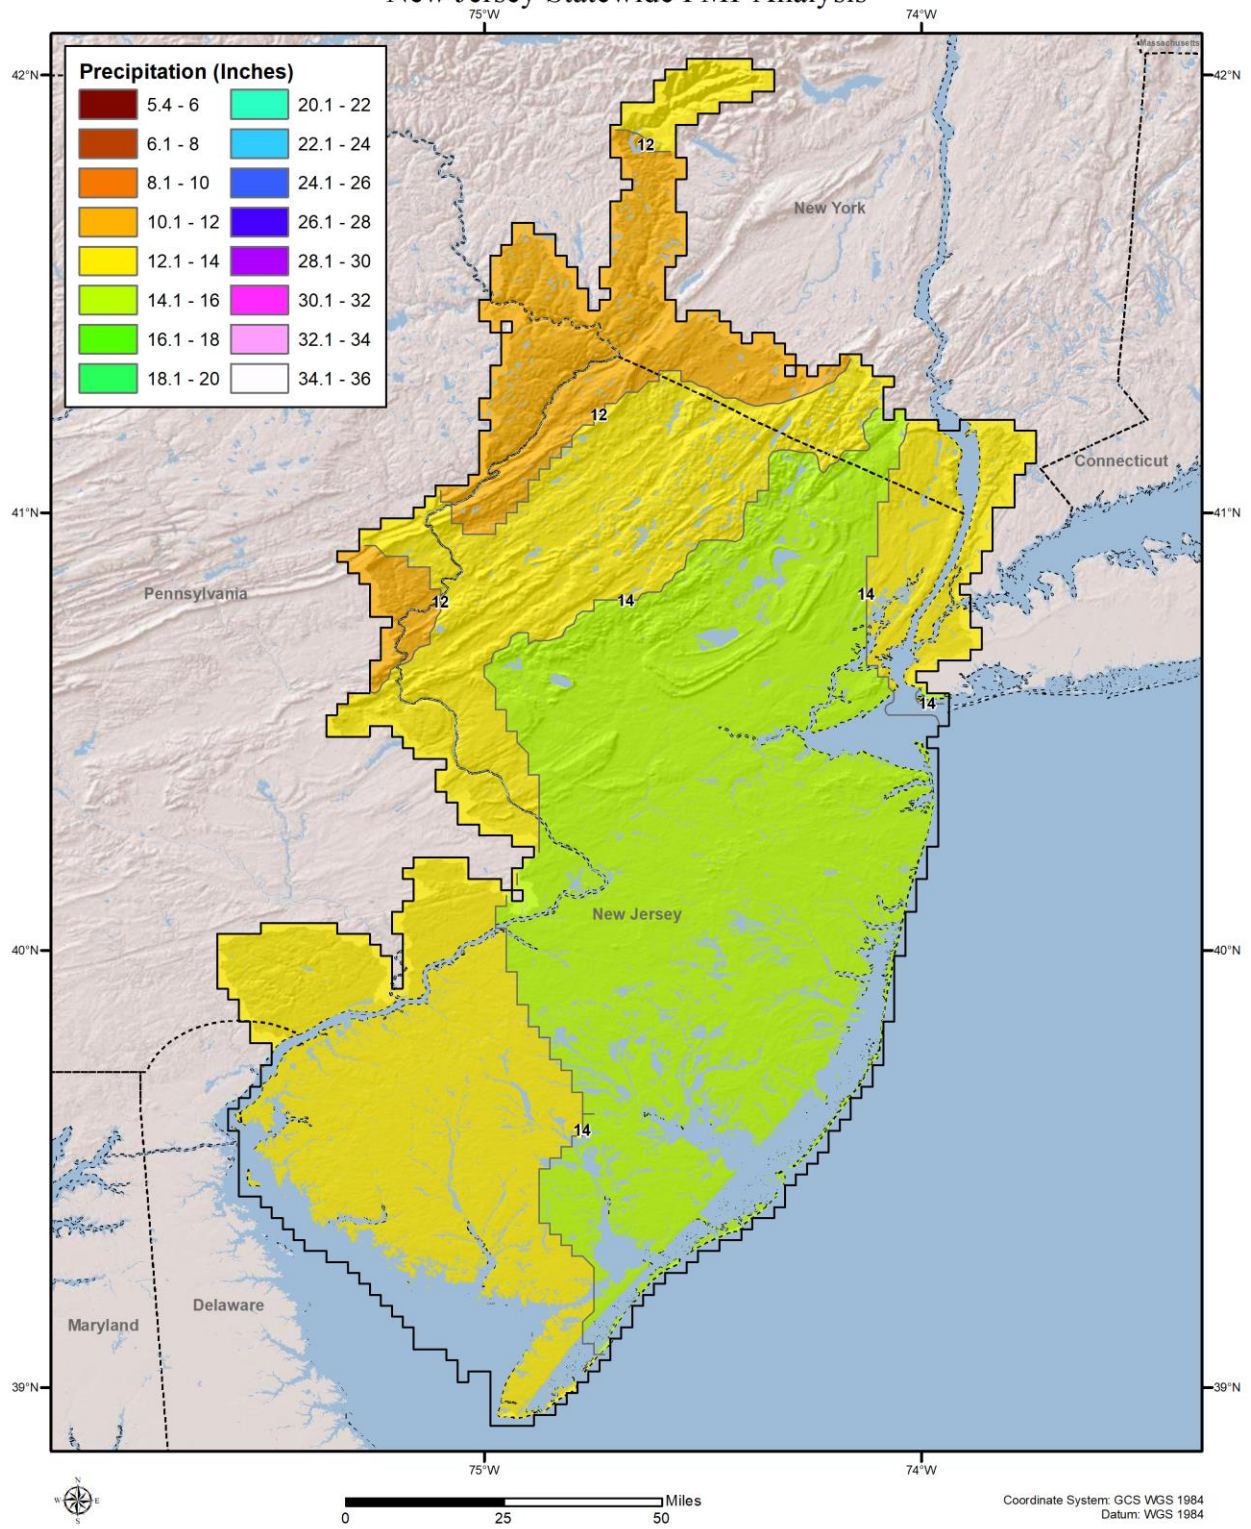 New Jersey Statewide PMP Analysis
75°W 74°W
Massachusetts
42°N 42°N
Precipitation (Inches)
5.4 - 6 20.1 - 22
6.1 - 8 22.1 - 24
8.1 - 10 24.1 - 26
10.1 - 12 26.1 - 28
12.1 - 14 28.1 - 30
14.1 - 16 30.1 - 32
16.1 - 18 32.1 - 34
18.1 - 20 34.1 - 36
12
New York
12
Connecticut
41°N 41°N
Pennsylvania
12
14
14
14
New Jersey
40°N 40°N
14
Delaware
Maryland
39°N 39°N
75°W 74°W
N
W E
S
Miles
0 25 50
Coordinate System: GCS WGS 1984
Datum: WGS 1984